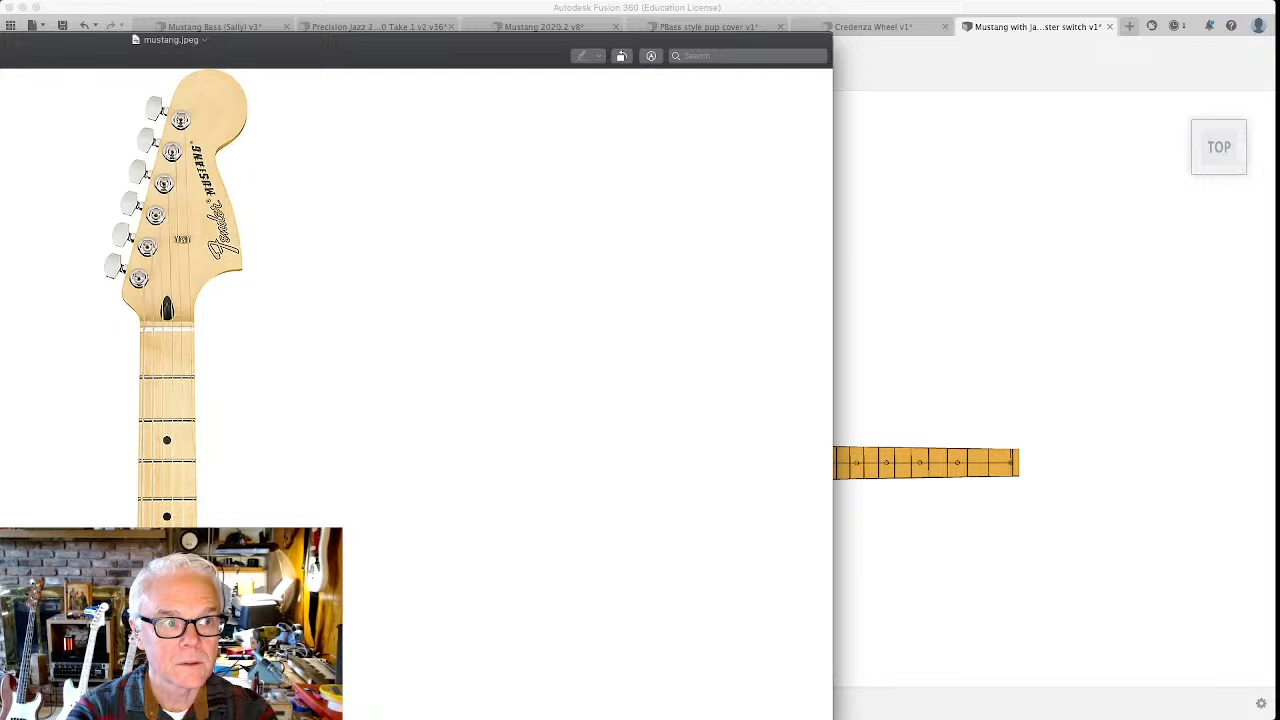 Autodesk Fusion 360 (Education License)
Mustang Bass (Sally) v3*
Precision Jazz 2...0 Take 1 v2 v36*
Mustang 2020.2 v8*
PBass style pup cover v1*
Credenza Wheel v1*
Mustang with Ja...ster switch v1*
1
mustang.jpeg
Search
TOP
MUSTANG
Fender